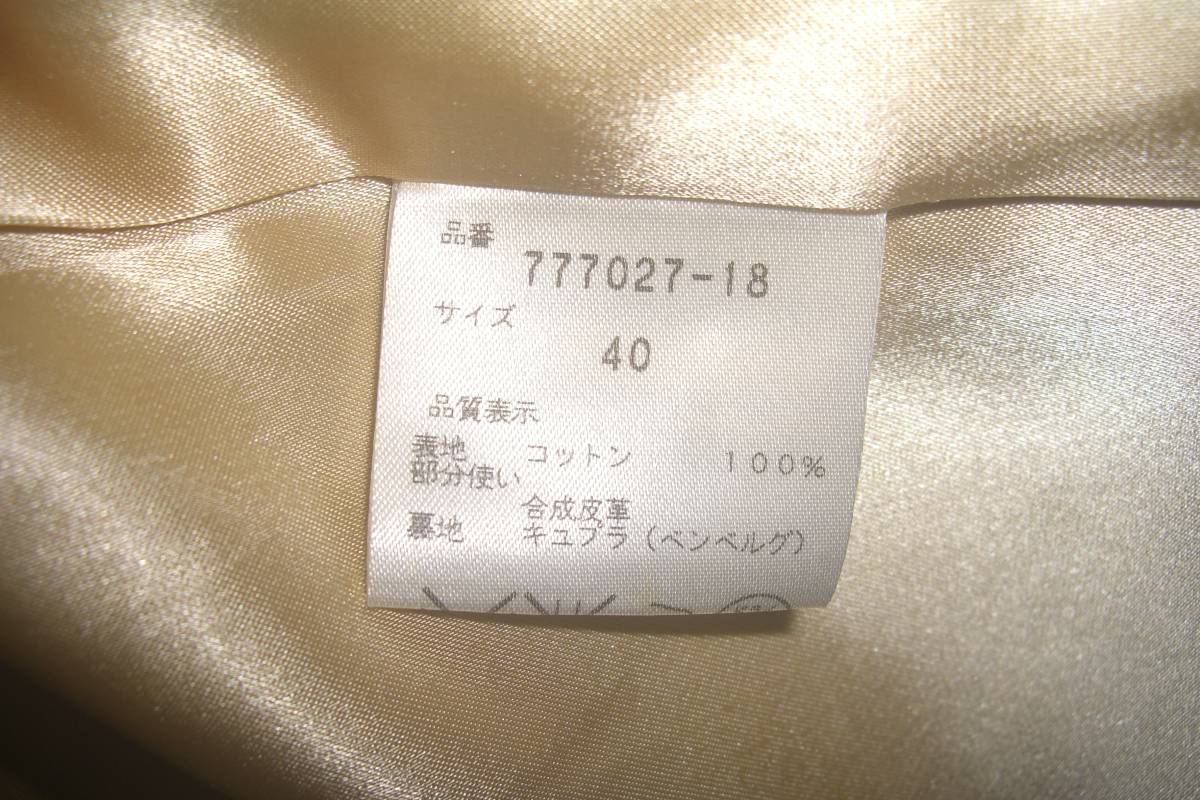 品番
777027-18
サイズ
40
品質表示
表地 コットン 100%
部分使い
合成皮革
裏地 キュプラ(ベンベルグ)